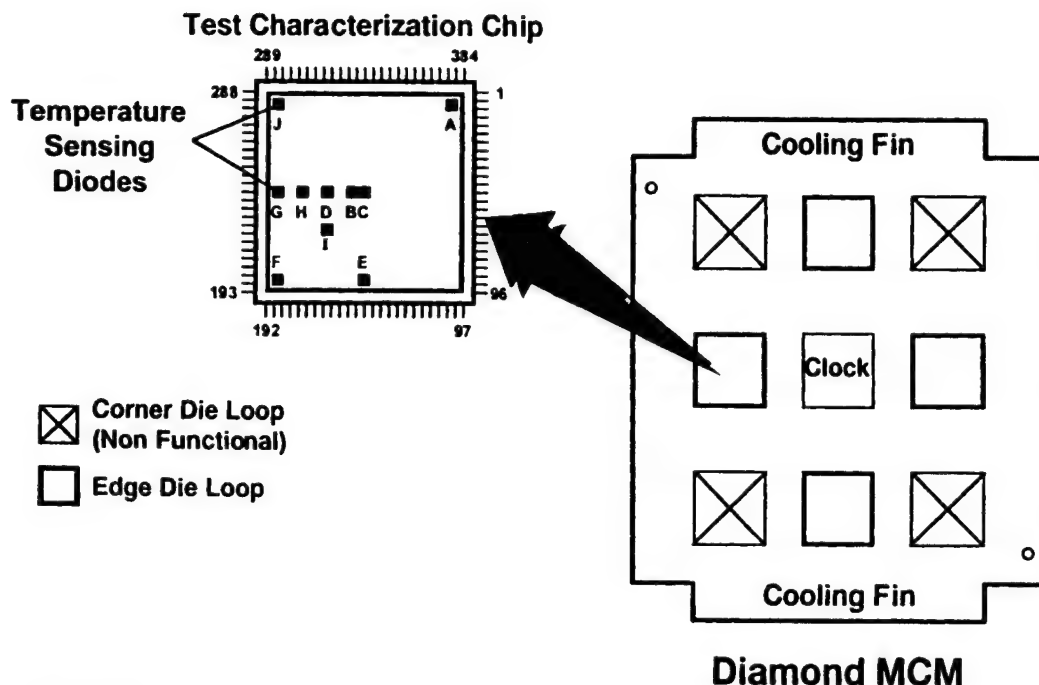 Test Characterization Chip
289 384
288 1
Temperature
Sensing
Diodes
J A
G H D B C
I
F E
193 96
192 97
Cooling Fin
Clock
Corner Die Loop
(Non Functional)
Edge Die Loop
Cooling Fin
Diamond MCM